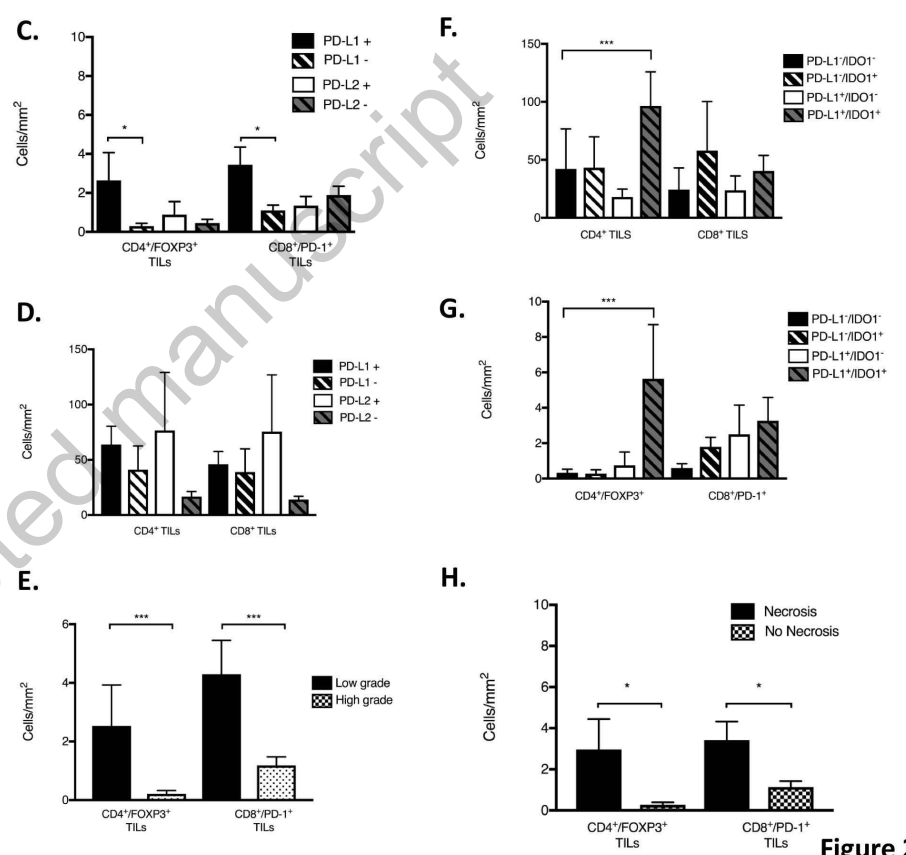 C.
10
8
6
4
2
0
Cells/mm²
*
*
PD-L1 +
PD-L1 -
PD-L2 +
PD-L2 -
CD4⁺/FOXP3⁺
TILs
CD8⁺/PD-1⁺
TILs
D.
150
100
50
0
Cells/mm²
PD-L1 +
PD-L1 -
PD-L2 +
PD-L2 -
CD4⁺ TILs
CD8⁺ TILs
E.
6
4
2
0
Cells/mm²
***
***
Low grade
High grade
CD4⁺/FOXP3⁺
TILs
CD8⁺/PD-1⁺
TILs
F.
150
100
50
0
Cells/mm²
***
PD-L1⁻/IDO1⁻
PD-L1⁻/IDO1⁺
PD-L1⁺/IDO1⁻
PD-L1⁺/IDO1⁺
CD4⁺ TILS
CD8⁺ TILS
G.
10
8
6
4
2
0
Cells/mm²
***
PD-L1⁻/IDO1⁻
PD-L1⁻/IDO1⁺
PD-L1⁺/IDO1⁻
PD-L1⁺/IDO1⁺
CD4⁺/FOXP3⁺
CD8⁺/PD-1⁺
H.
10
8
6
4
2
0
Cells/mm²
*
*
Necrosis
No Necrosis
CD4⁺/FOXP3⁺
TILs
CD8⁺/PD-1⁺
TILs
Figure 2
ted manuscript